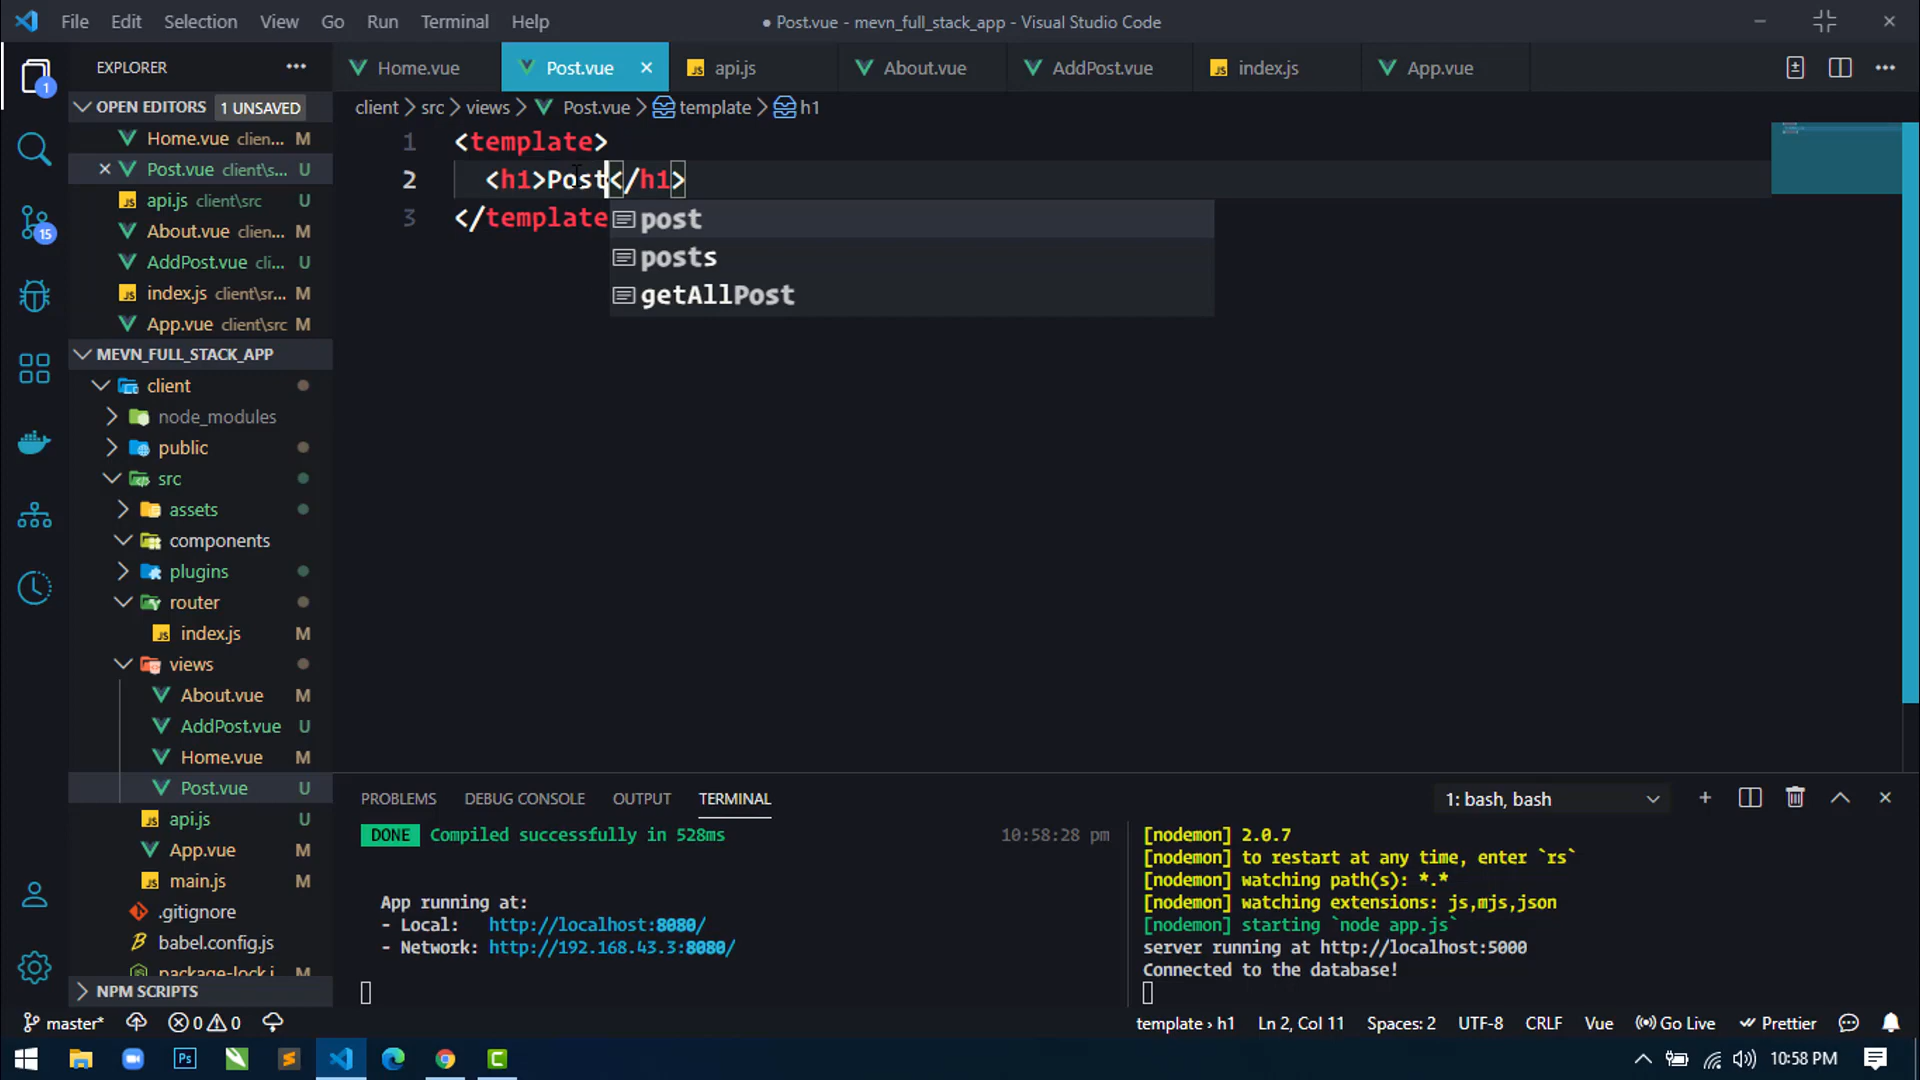 File Edit Selection View Go Run Terminal Help
● Post.vue - mevn_full_stack_app - Visual Studio Code
EXPLORER
Home.vue
Post.vue
api.js
About.vue
AddPost.vue
index.js
App.vue
OPEN EDITORS 1 UNSAVED
Home.vue clien... M
Post.vue client\s... U
api.js client\src U
About.vue clien... M
AddPost.vue cli... U
index.js client\sr... M
App.vue client\src M
client > src > views > Post.vue > template > h1
1 <template>
2 <h1>Post</h1>
3 </template
post
posts
getAllPost
MEVN_FULL_STACK_APP
client
node_modules
public
src
assets
components
plugins
router
index.js M
views
About.vue M
AddPost.vue U
Home.vue M
Post.vue U
api.js U
App.vue M
main.js M
.gitignore
babel.config.js
package-lock.j M
NPM SCRIPTS
1
15
PROBLEMS DEBUG CONSOLE OUTPUT TERMINAL
1: bash, bash
DONE Compiled successfully in 528ms 10:58:28 pm
App running at:
- Local: http://localhost:8080/
- Network: http://192.168.43.3:8080/
[nodemon] 2.0.7
[nodemon] to restart at any time, enter `rs`
[nodemon] watching path(s): *.*
[nodemon] watching extensions: js,mjs,json
[nodemon] starting `node app.js`
server running at http://localhost:5000
Connected to the database!
master* 0 0
template › h1 Ln 2, Col 11 Spaces: 2 UTF-8 CRLF Vue Go Live Prettier
Ps
10:58 PM